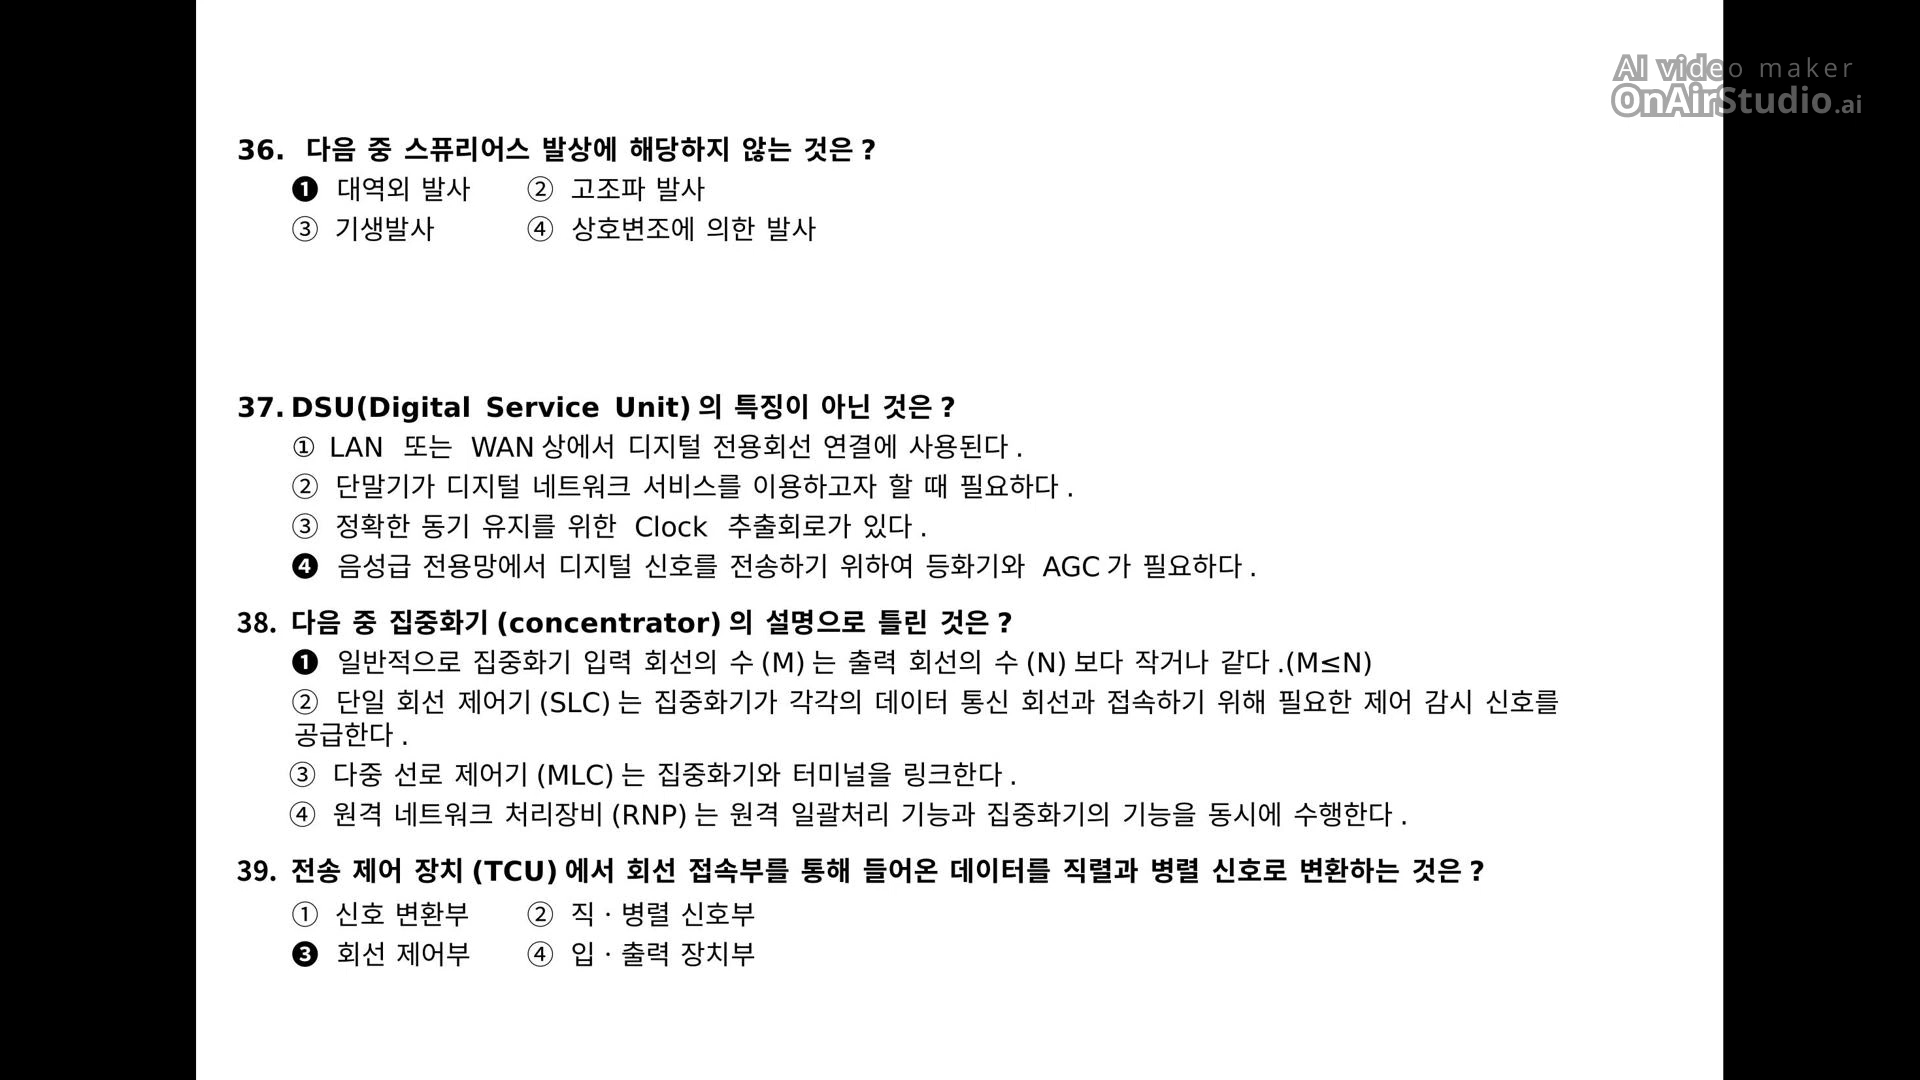 AI video maker
OnAirStudio.ai
36. 다음 중 스퓨리어스 발상에 해당하지 않는 것은?
❶ 대역외 발사 ② 고조파 발사
③ 기생발사 ④ 상호변조에 의한 발사
37. DSU(Digital Service Unit)의 특징이 아닌 것은?
① LAN 또는 WAN상에서 디지털 전용회선 연결에 사용된다.
② 단말기가 디지털 네트워크 서비스를 이용하고자 할 때 필요하다.
③ 정확한 동기 유지를 위한 Clock 추출회로가 있다.
❹ 음성급 전용망에서 디지털 신호를 전송하기 위하여 등화기와 AGC가 필요하다.
38. 다음 중 집중화기(concentrator)의 설명으로 틀린 것은?
❶ 일반적으로 집중화기 입력 회선의 수(M)는 출력 회선의 수(N)보다 작거나 같다.(M≤N)
② 단일 회선 제어기(SLC)는 집중화기가 각각의 데이터 통신 회선과 접속하기 위해 필요한 제어 감시 신호를
공급한다.
③ 다중 선로 제어기(MLC)는 집중화기와 터미널을 링크한다.
④ 원격 네트워크 처리장비(RNP)는 원격 일괄처리 기능과 집중화기의 기능을 동시에 수행한다.
39. 전송 제어 장치(TCU)에서 회선 접속부를 통해 들어온 데이터를 직렬과 병렬 신호로 변환하는 것은?
① 신호 변환부 ② 직·병렬 신호부
❸ 회선 제어부 ④ 입·출력 장치부